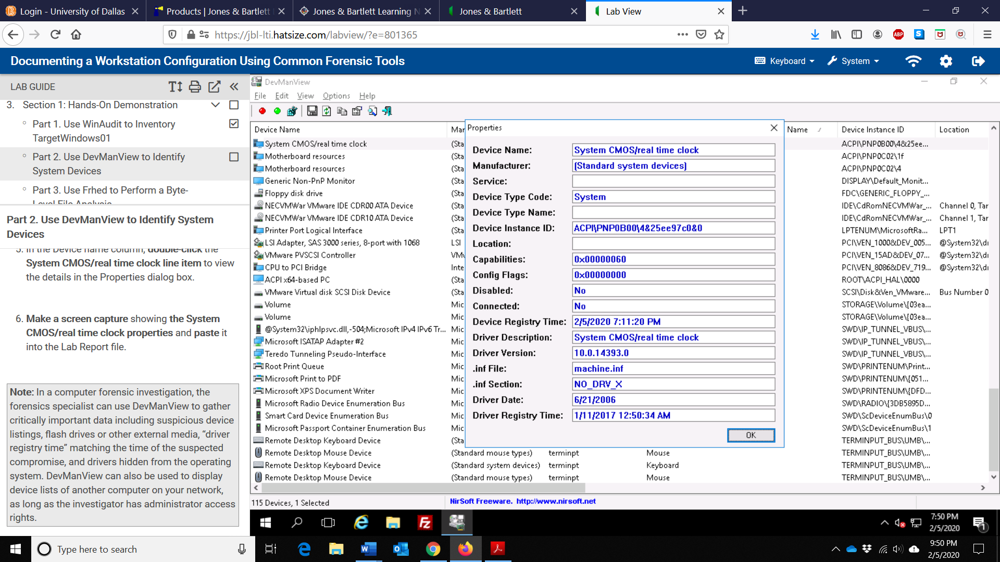 Login - University of Dallas
Products | Jones & Bartlett
Jones & Bartlett Learning N
Jones & Bartlett
Lab View
https://jbl-lti.hatsize.com/labview/?e=801365
ABP
S
Documenting a Workstation Configuration Using Common Forensic Tools
Keyboard
System
LAB GUIDE
3. Section 1: Hands-On Demonstration
Part 1. Use WinAudit to Inventory
TargetWindows01
Part 2. Use DevManView to Identify
System Devices
Part 3. Use Frhed to Perform a Byte-
Level File Analysis
Part 2. Use DevManView to Identify System
Devices
5. In the Device name column, double-click the
System CMOS/real time clock line item to view
the details in the Properties dialog box.
6. Make a screen capture showing the System
CMOS/real time clock properties and paste it
into the Lab Report file.
Note: In a computer forensic investigation, the
forensics specialist can use DevManView to gather
critically important data including suspicious device
listings, flash drives or other external media, “driver
registry time” matching the time of the suspected
compromise, and drivers hidden from the operating
system. DevManView can also be used to display
device lists of another computer on your network,
as long as the investigator has administrator access
rights.
DevManView
File Edit View Options Help
Device Name Mar Name Device Instance ID Location
System CMOS/real time clock (Sta ACPI\PNP0B00\4&25ee...
Motherboard resources (Sta ACPI\PNP0C02\1f
Motherboard resources (Sta ACPI\PNP0C02\4
Generic Non-PnP Monitor (Sta DISPLAY\Default_Monit...
Floppy disk drive (Sta FDC\GENERIC_FLOPPY_...
NECVMWar VMware IDE CDR00 ATA Device (Sta IDE\CdRomNECVMWar_... Channel 0, Tar
NECVMWar VMware IDE CDR10 ATA Device (Sta IDE\CdRomNECVMWar_... Channel 1, Tar
Printer Port Logical Interface (Sta LPTENUM\MicrosoftRa... LPT1
LSI Adapter, SAS 3000 series, 8-port with 1068 LSI PCI\VEN_1000&DEV_005... @System32\dı
VMware PVSCSI Controller VMv PCI\VEN_15AD&DEV_07... @System32\dı
CPU to PCI Bridge Inte PCI\VEN_8086&DEV_719... @System32\dı
ACPI x64-based PC (Sta ROOT\ACPI_HAL\0000
VMware Virtual disk SCSI Disk Device (Sta SCSI\Disk&Ven_VMware... Bus Number 0
Volume Mic STORAGE\Volume\{03ea...
Volume Mic STORAGE\Volume\{03ea...
@System32\iphlpsvc.dll,-504;Microsoft IPv4 IPv6 Tr... Mic SWD\IP_TUNNEL_VBUS\...
Microsoft ISATAP Adapter #2 Mic SWD\IP_TUNNEL_VBUS\...
Teredo Tunneling Pseudo-Interface Mic SWD\IP_TUNNEL_VBUS\...
Root Print Queue Mic SWD\PRINTENUM\Print...
Microsoft Print to PDF Mic SWD\PRINTENUM\{051...
Microsoft XPS Document Writer Mic SWD\PRINTENUM\{DFD...
Microsoft Radio Device Enumeration Bus Mic SWD\RADIO\{3DB5895D...
Smart Card Device Enumeration Bus Mic SWD\ScDeviceEnumBus\0
Microsoft Passport Container Enumeration Bus Mic SWD\ScDeviceEnumBus\1
Remote Desktop Keyboard Device (Sta TERMINPUT_BUS\UMB\...
Remote Desktop Mouse Device (Standard mouse types) terminpt Mouse TERMINPUT_BUS\UMB\...
Remote Desktop Keyboard Device (Standard system devices) terminpt Keyboard TERMINPUT_BUS\UMB\...
Remote Desktop Mouse Device (Standard mouse types) terminpt Mouse TERMINPUT_BUS\UMB\...
Properties
Device Name: System CMOS/real time clock
Manufacturer: (Standard system devices)
Service:
Device Type Code: System
Device Type Name:
Device Instance ID: ACPI\PNP0B00\4&25ee97c0&0
Location:
Capabilities: 0x00000060
Config Flags: 0x00000000
Disabled: No
Connected: No
Device Registry Time: 2/5/2020 7:11:20 PM
Driver Description: System CMOS/real time clock
Driver Version: 10.0.14393.0
.inf File: machine.inf
.inf Section: NO_DRV_X
Driver Date: 6/21/2006
Driver Registry Time: 1/11/2017 12:50:34 AM
OK
115 Devices, 1 Selected
NirSoft Freeware. http://www.nirsoft.net
Fz
7:50 PM
2/5/2020
1
Type here to search
9:50 PM
2/5/2020